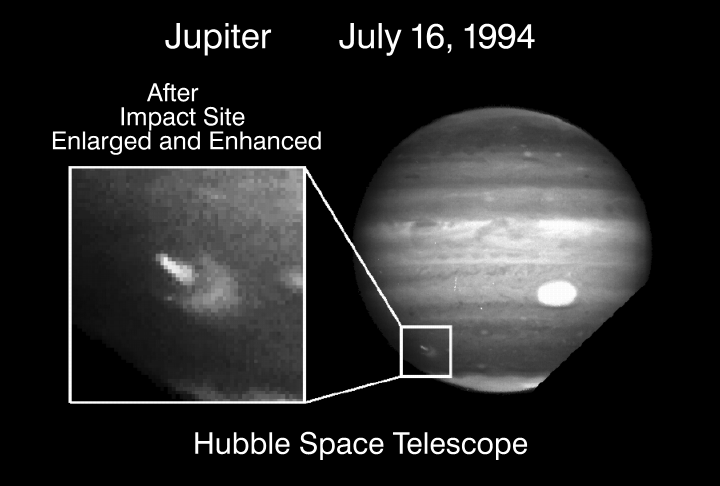 Jupiter July 16, 1994
After
Impact Site
Enlarged and Enhanced
Hubble Space Telescope